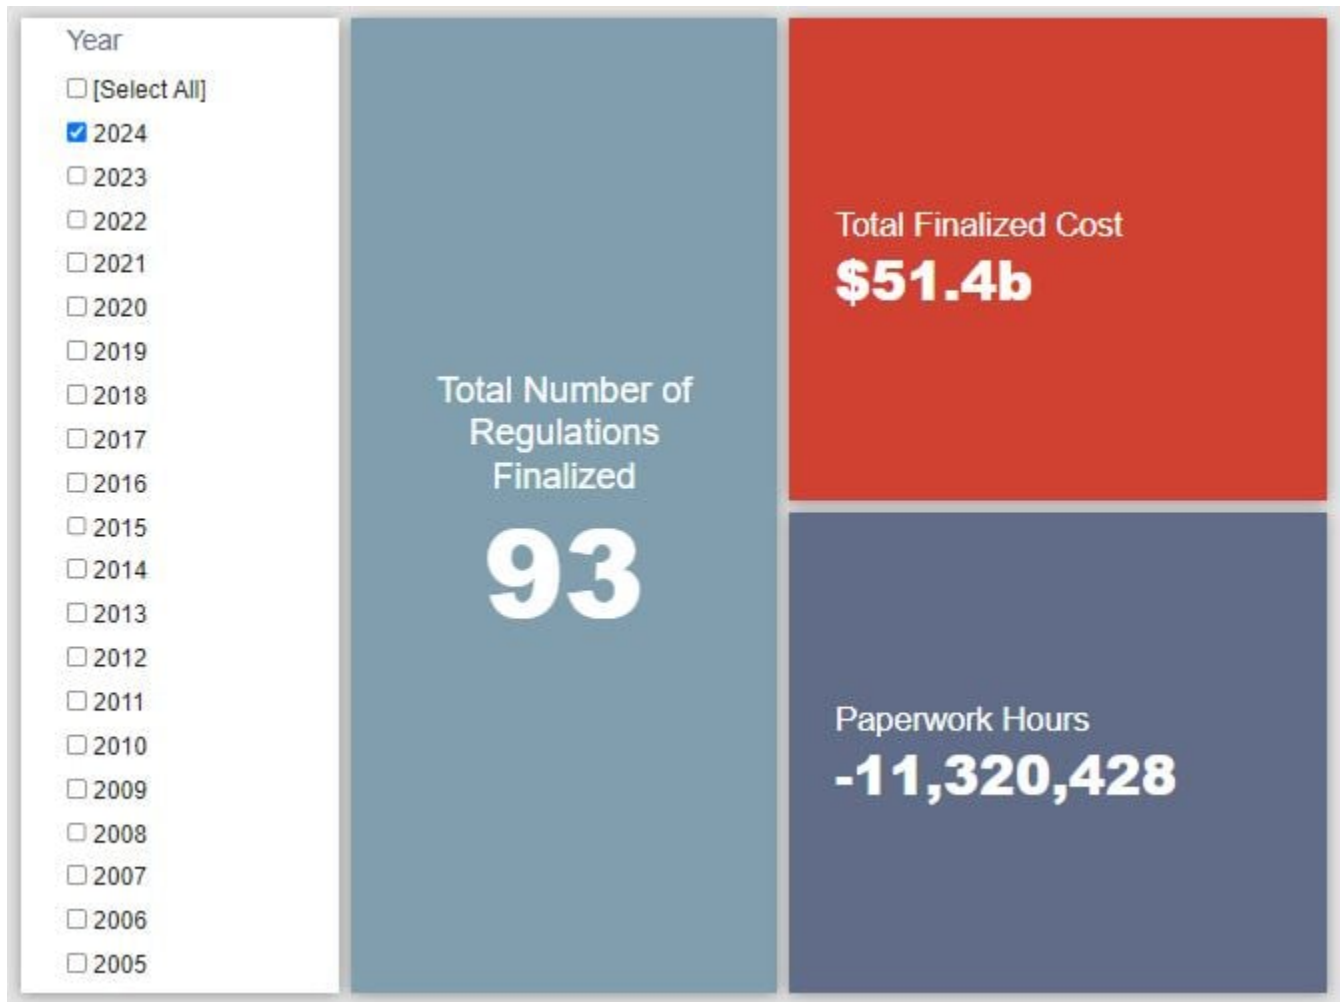 Year
[Select All]
2024
2023
2022
2021
2020
2019
2018
2017
2016
2015
2014
2013
2012
2011
2010
2009
2008
2007
2006
2005
Total Number of
Regulations
Finalized
93
Total Finalized Cost
$51.4b
Paperwork Hours
-11,320,428